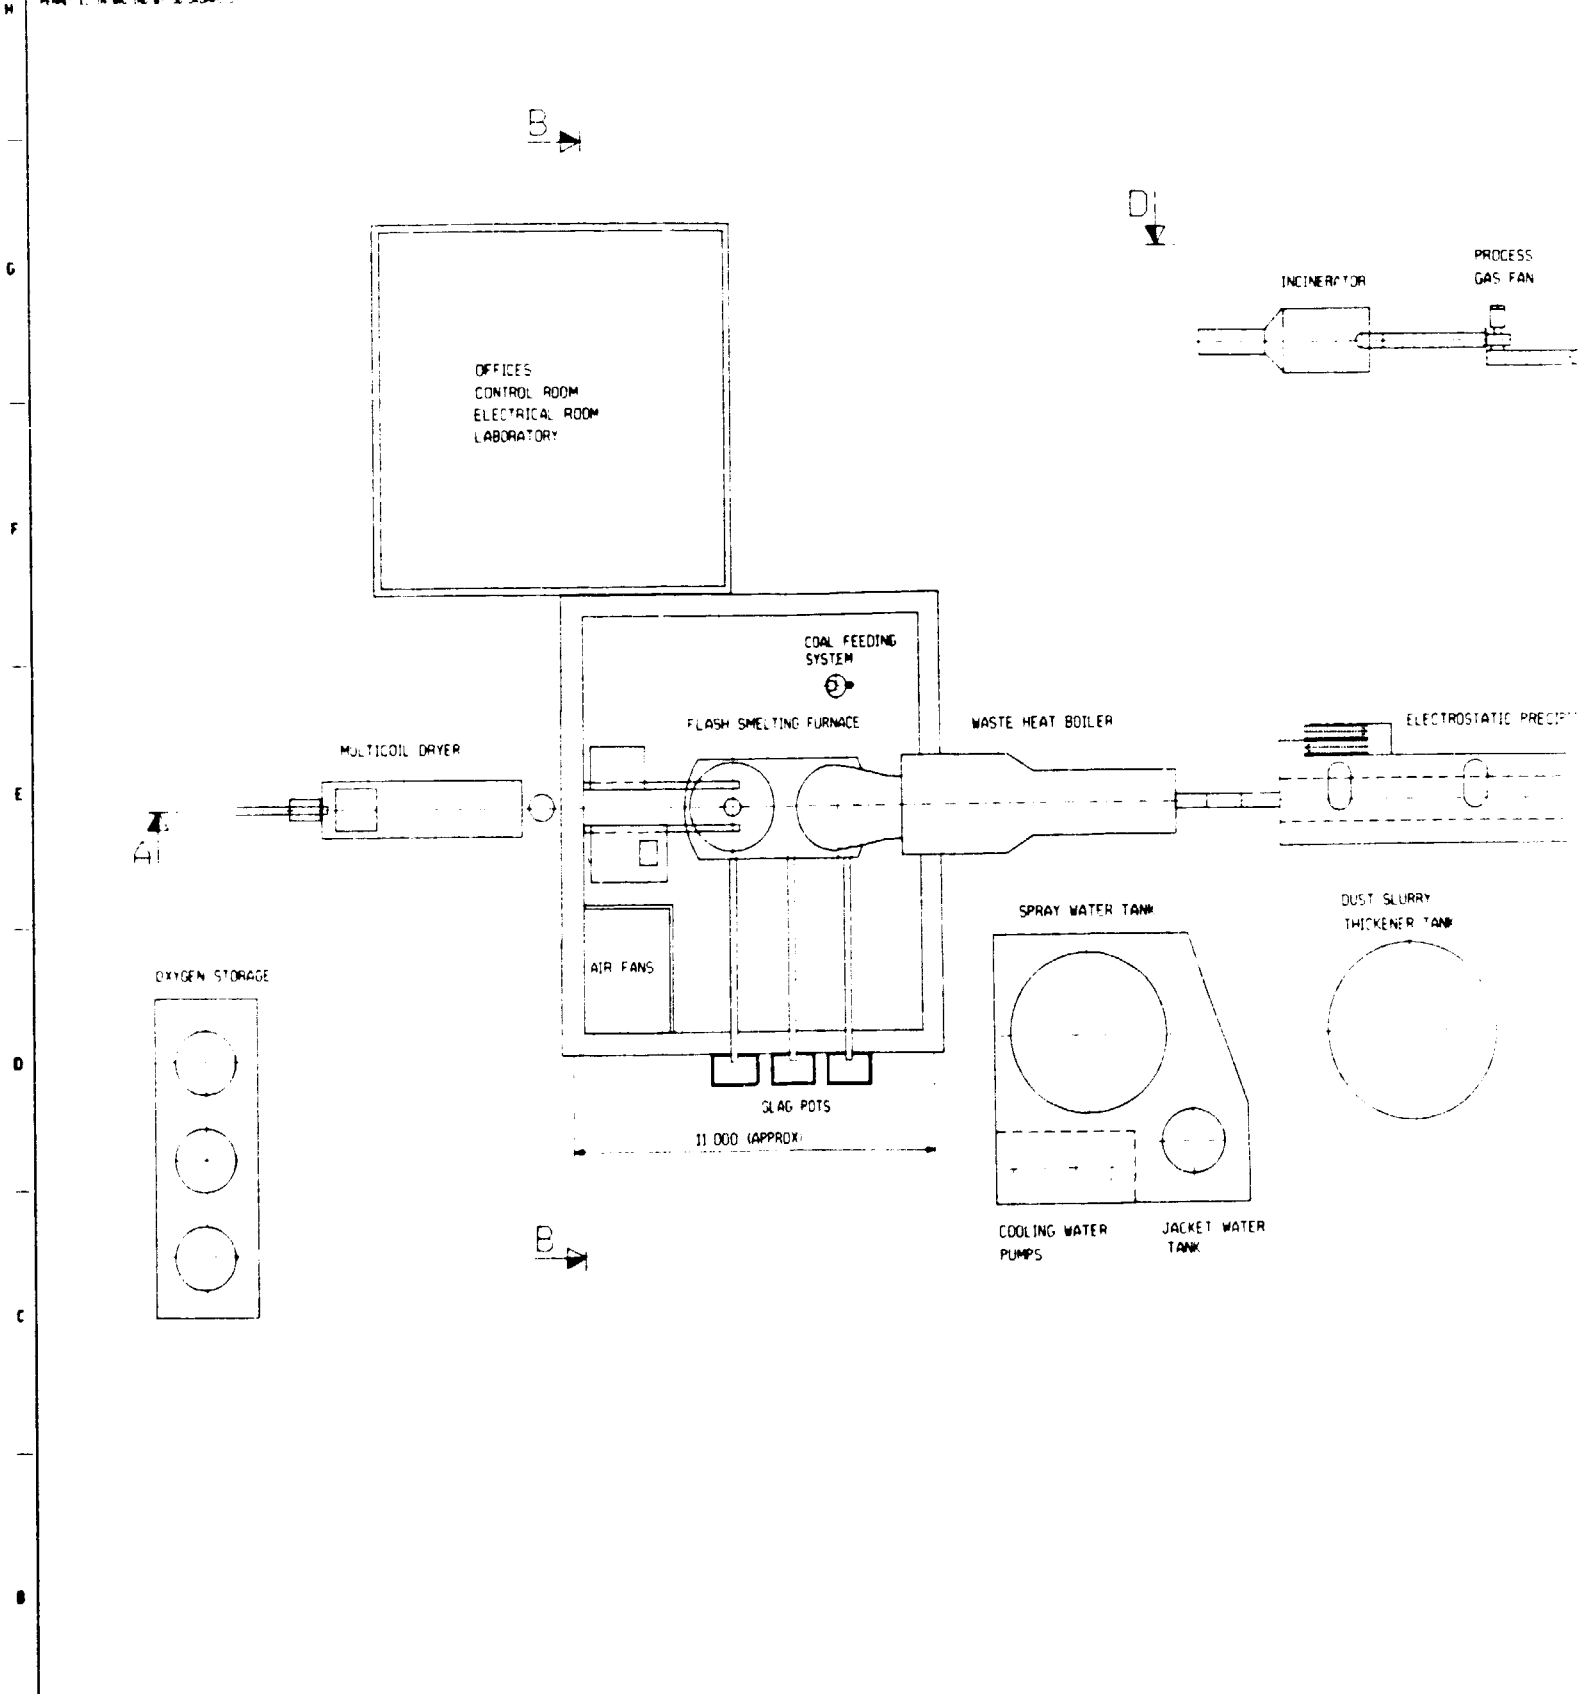 H
B
D
G
PROCESS
GAS FAN
INCINERATOR
OFFICES
CONTROL ROOM
ELECTRICAL ROOM
LABORATORY
F
COAL FEEDING
SYSTEM
FLASH SMELTING FURNACE
WASTE HEAT BOILER
ELECTROSTATIC PRECIP
MULTICOIL DRYER
E
A
SPRAY WATER TANK
DUST SLURRY
THICKENER TANK
AIR FANS
OXYGEN STORAGE
D
SLAG POTS
11 000 (APPROX)
COOLING WATER
PUMPS
JACKET WATER
TANK
B
C
B